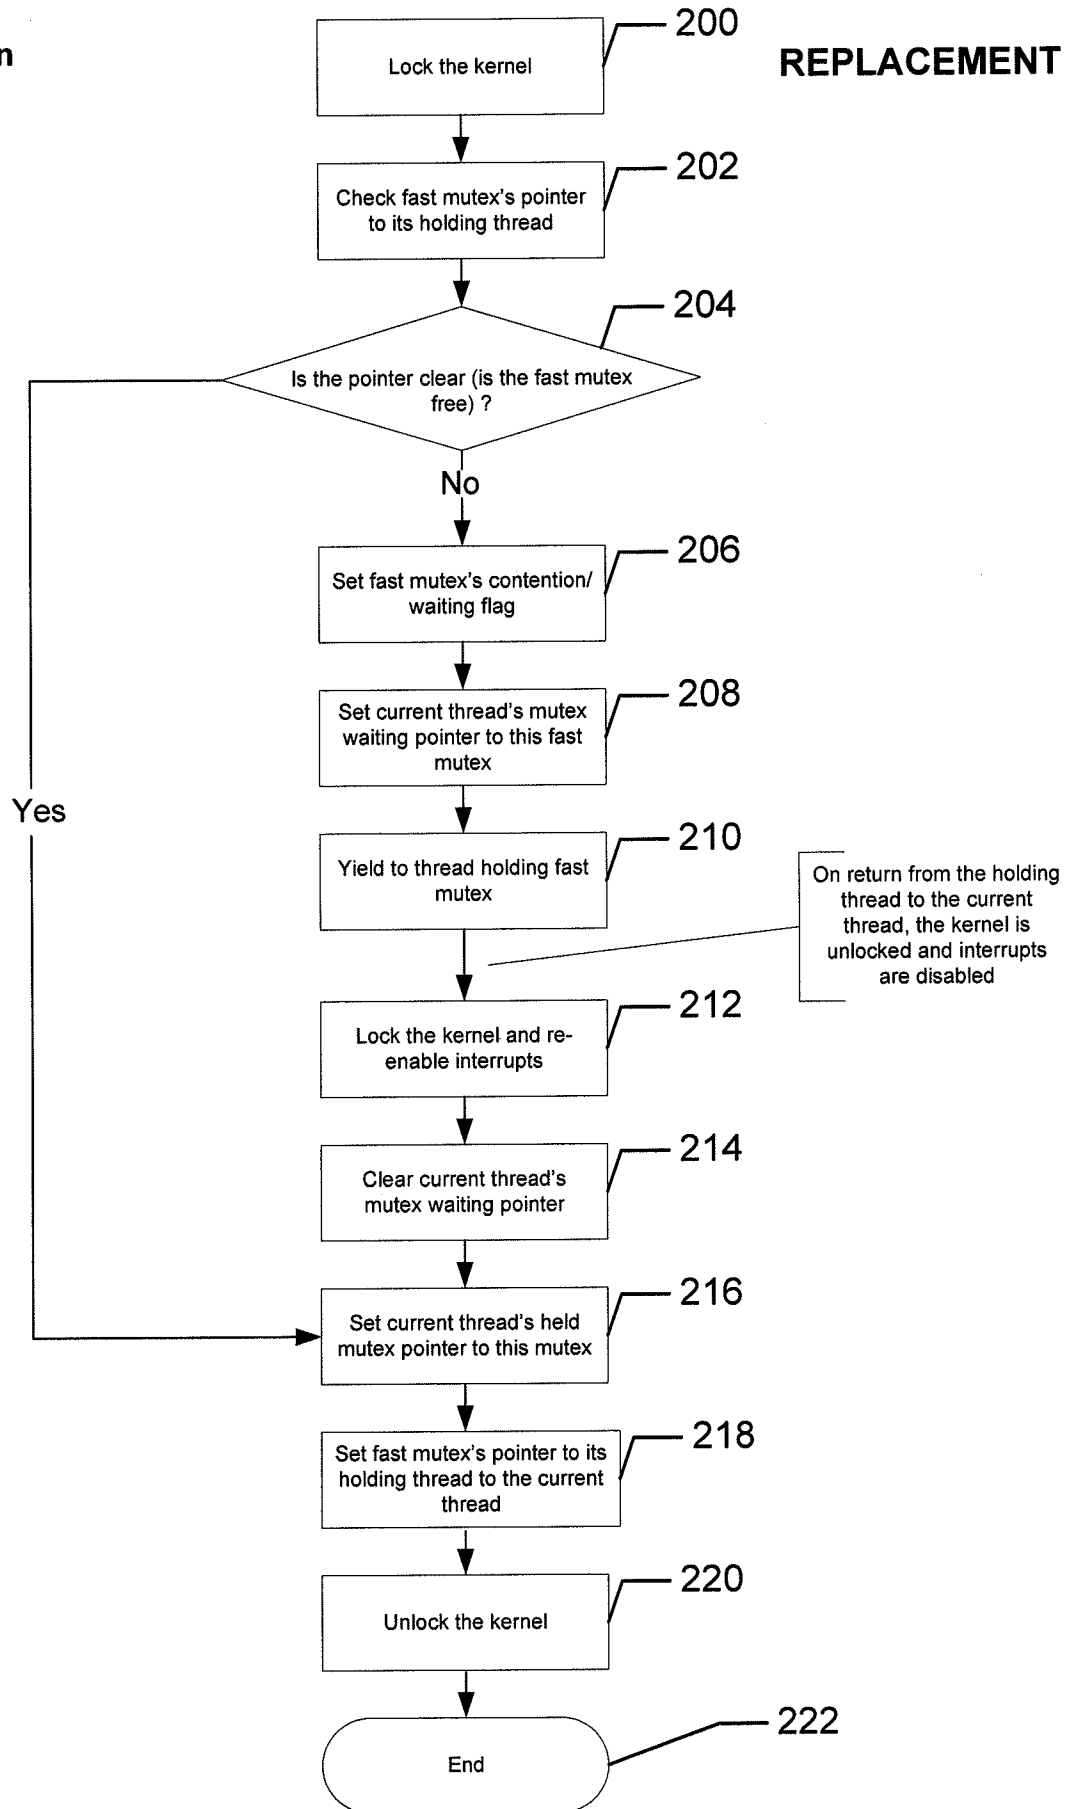 n
REPLACEMENT
200
Lock the kernel
202
Check fast mutex's pointer
to its holding thread
204
Is the pointer clear (is the fast mutex
free) ?
No
206
Set fast mutex's contention/
waiting flag
208
Set current thread's mutex
waiting pointer to this fast
mutex
Yes
210
Yield to thread holding fast
mutex
On return from the holding
thread to the current
thread, the kernel is
unlocked and interrupts
are disabled
212
Lock the kernel and re-
enable interrupts
214
Clear current thread's
mutex waiting pointer
216
Set current thread's held
mutex pointer to this mutex
218
Set fast mutex's pointer to its
holding thread to the current
thread
220
Unlock the kernel
222
End